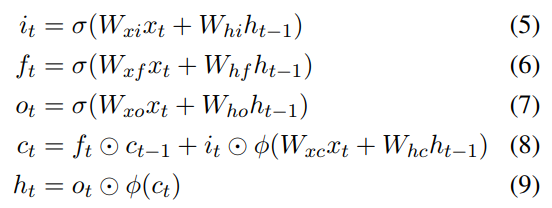 i_t = σ(W_{xi}x_t + W_{hi}h_{t−1}) (5)
f_t = σ(W_{xf}x_t + W_{hf}h_{t−1}) (6)
o_t = σ(W_{xo}x_t + W_{ho}h_{t−1}) (7)
c_t = f_t ⊙ c_{t−1} + i_t ⊙ ϕ(W_{xc}x_t + W_{hc}h_{t−1}) (8)
h_t = o_t ⊙ ϕ(c_t) (9)